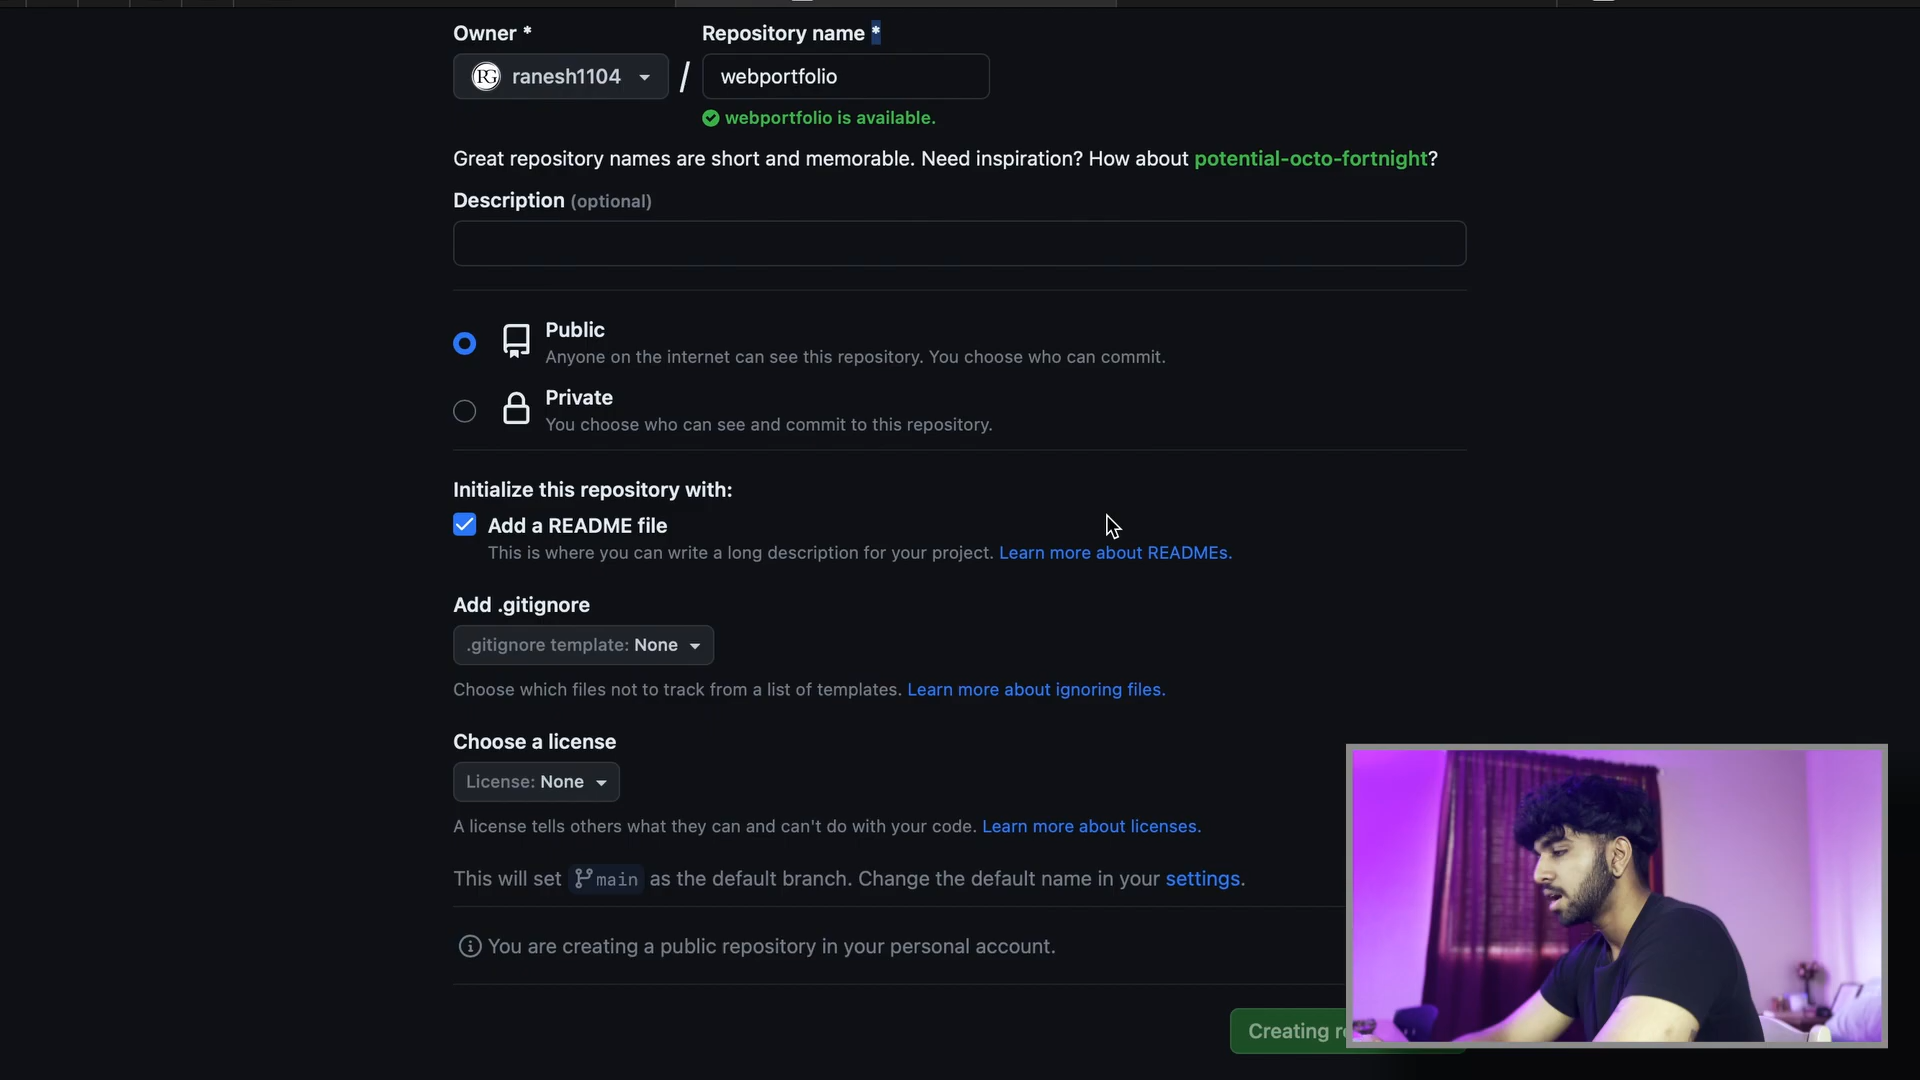 Owner * Repository name *
RG ranesh1104 / webportfolio
webportfolio is available.
Great repository names are short and memorable. Need inspiration? How about potential-octo-fortnight?
Description (optional)
Public
Anyone on the internet can see this repository. You choose who can commit.
Private
You choose who can see and commit to this repository.
Initialize this repository with:
Add a README file
This is where you can write a long description for your project. Learn more about READMEs.
Add .gitignore
.gitignore template: None
Choose which files not to track from a list of templates. Learn more about ignoring files.
Choose a license
License: None
A license tells others what they can and can't do with your code. Learn more about licenses.
This will set main as the default branch. Change the default name in your settings.
You are creating a public repository in your personal account.
Creating